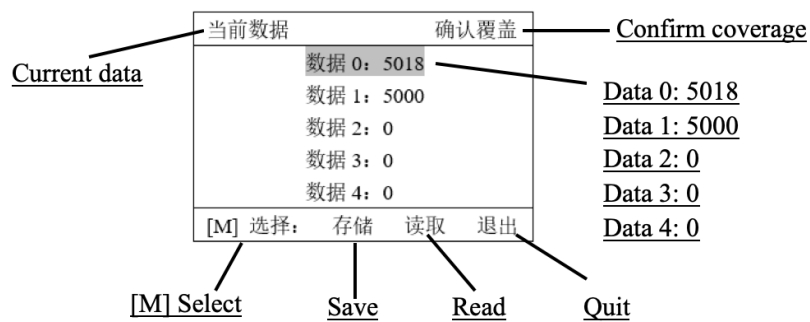 当前数据 确认覆盖 Confirm coverage
Current data
数据 0：5018
数据 1：5000
数据 2：0
数据 3：0
数据 4：0
Data 0: 5018
Data 1: 5000
Data 2: 0
Data 3: 0
Data 4: 0
[M] 选择： 存储 读取 退出
[M] Select Save Read Quit